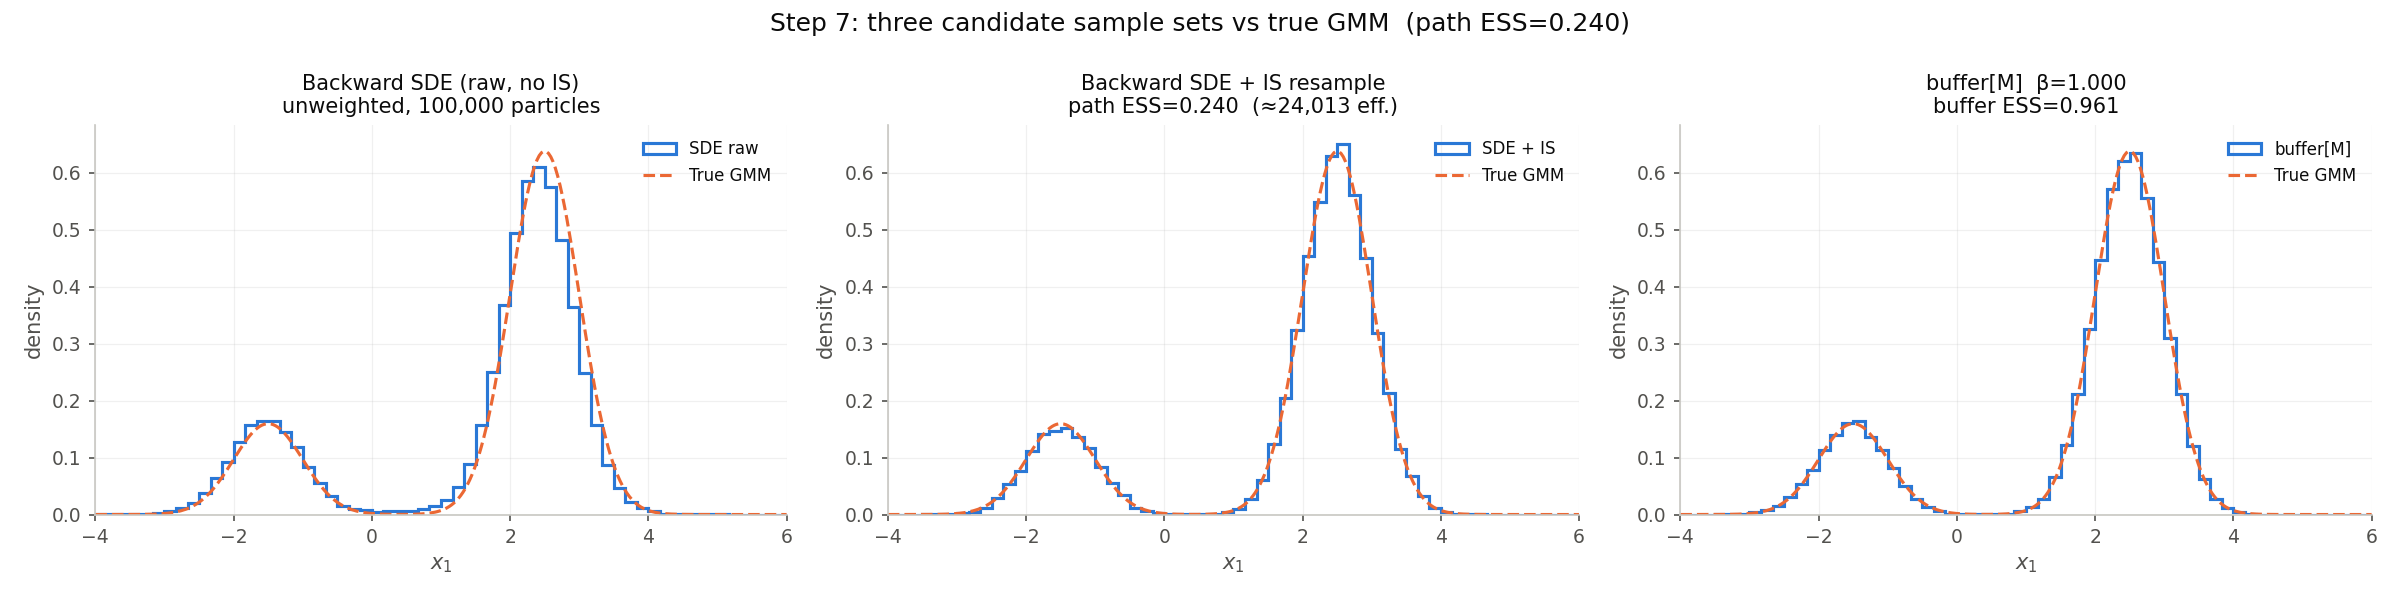 Step 7: three candidate sample sets vs true GMM  (path ESS=0.240)
Backward SDE (raw, no IS)
unweighted, 100,000 particles
SDE raw
True GMM
density
0.6
0.5
0.4
0.3
0.2
0.1
0.0
−4
−2
0
2
4
6
x₁
Backward SDE + IS resample
path ESS=0.240  (≈24,013 eff.)
SDE + IS
True GMM
density
0.6
0.5
0.4
0.3
0.2
0.1
0.0
−4
−2
0
2
4
6
x₁
buffer[M]  β=1.000
buffer ESS=0.961
buffer[M]
True GMM
density
0.6
0.5
0.4
0.3
0.2
0.1
0.0
−4
−2
0
2
4
6
x₁